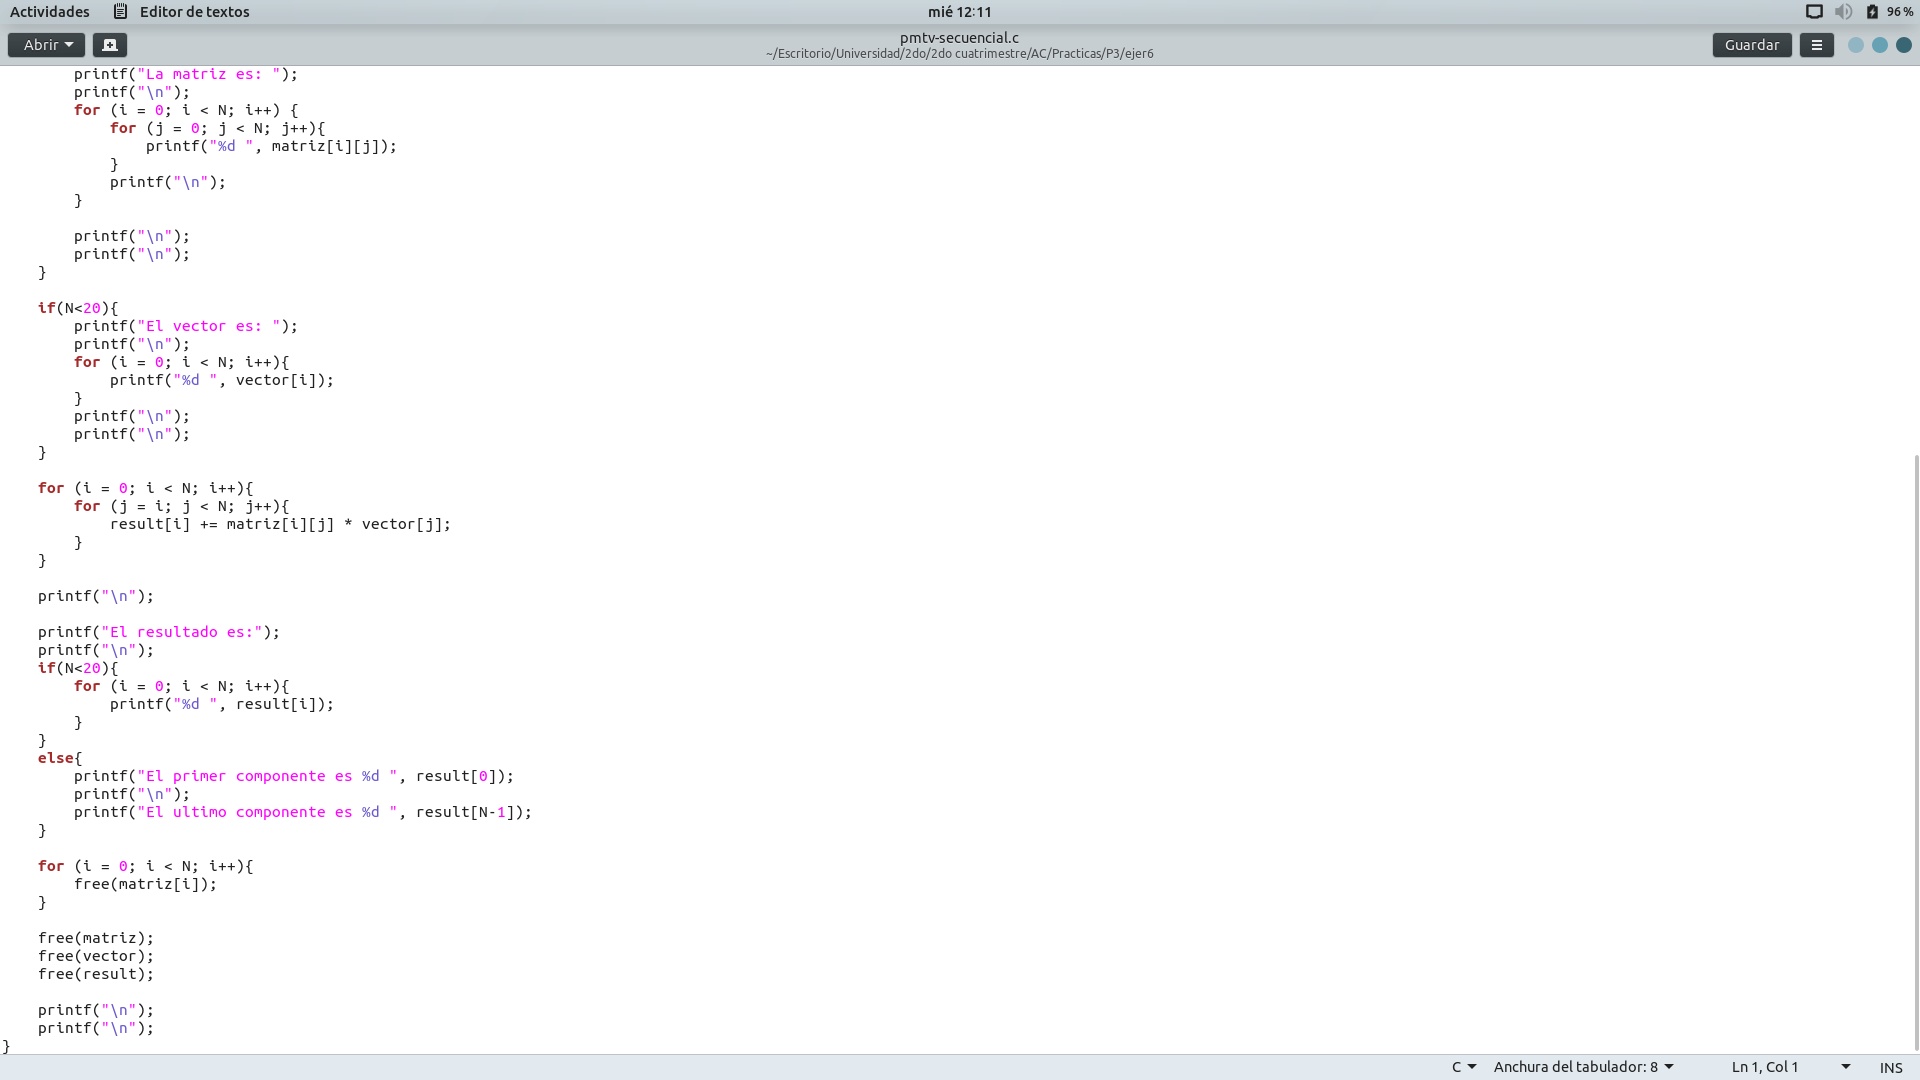 Actividades Editor de textos mié 12:11 96 %
Abrir pmtv-secuencial.c Guardar
~/Escritorio/Universidad/2do/2do cuatrimestre/AC/Practicas/P3/ejer6
        printf("La matriz es: ");
        printf("\n");
        for (i = 0; i < N; i++) {
            for (j = 0; j < N; j++){
                printf("%d ", matriz[i][j]);
            }
            printf("\n");
        }

        printf("\n");
        printf("\n");
    }

    if(N<20){
        printf("El vector es: ");
        printf("\n");
        for (i = 0; i < N; i++){
            printf("%d ", vector[i]);
        }
        printf("\n");
        printf("\n");
    }

    for (i = 0; i < N; i++){
        for (j = i; j < N; j++){
            result[i] += matriz[i][j] * vector[j];
        }
    }

    printf("\n");

    printf("El resultado es:");
    printf("\n");
    if(N<20){
        for (i = 0; i < N; i++){
            printf("%d ", result[i]);
        }
    }
    else{
        printf("El primer componente es %d ", result[0]);
        printf("\n");
        printf("El ultimo componente es %d ", result[N-1]);
    }

    for (i = 0; i < N; i++){
        free(matriz[i]);
    }

    free(matriz);
    free(vector);
    free(result);

    printf("\n");
    printf("\n");
}
C Anchura del tabulador: 8 Ln 1, Col 1 INS